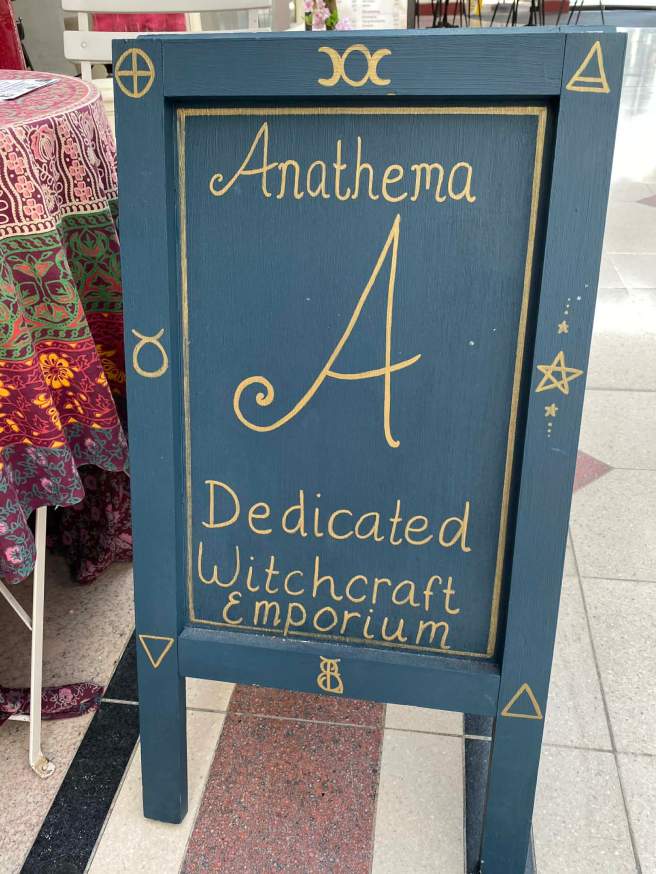 Anathema
A
Dedicated
Witchcraft
Emporium